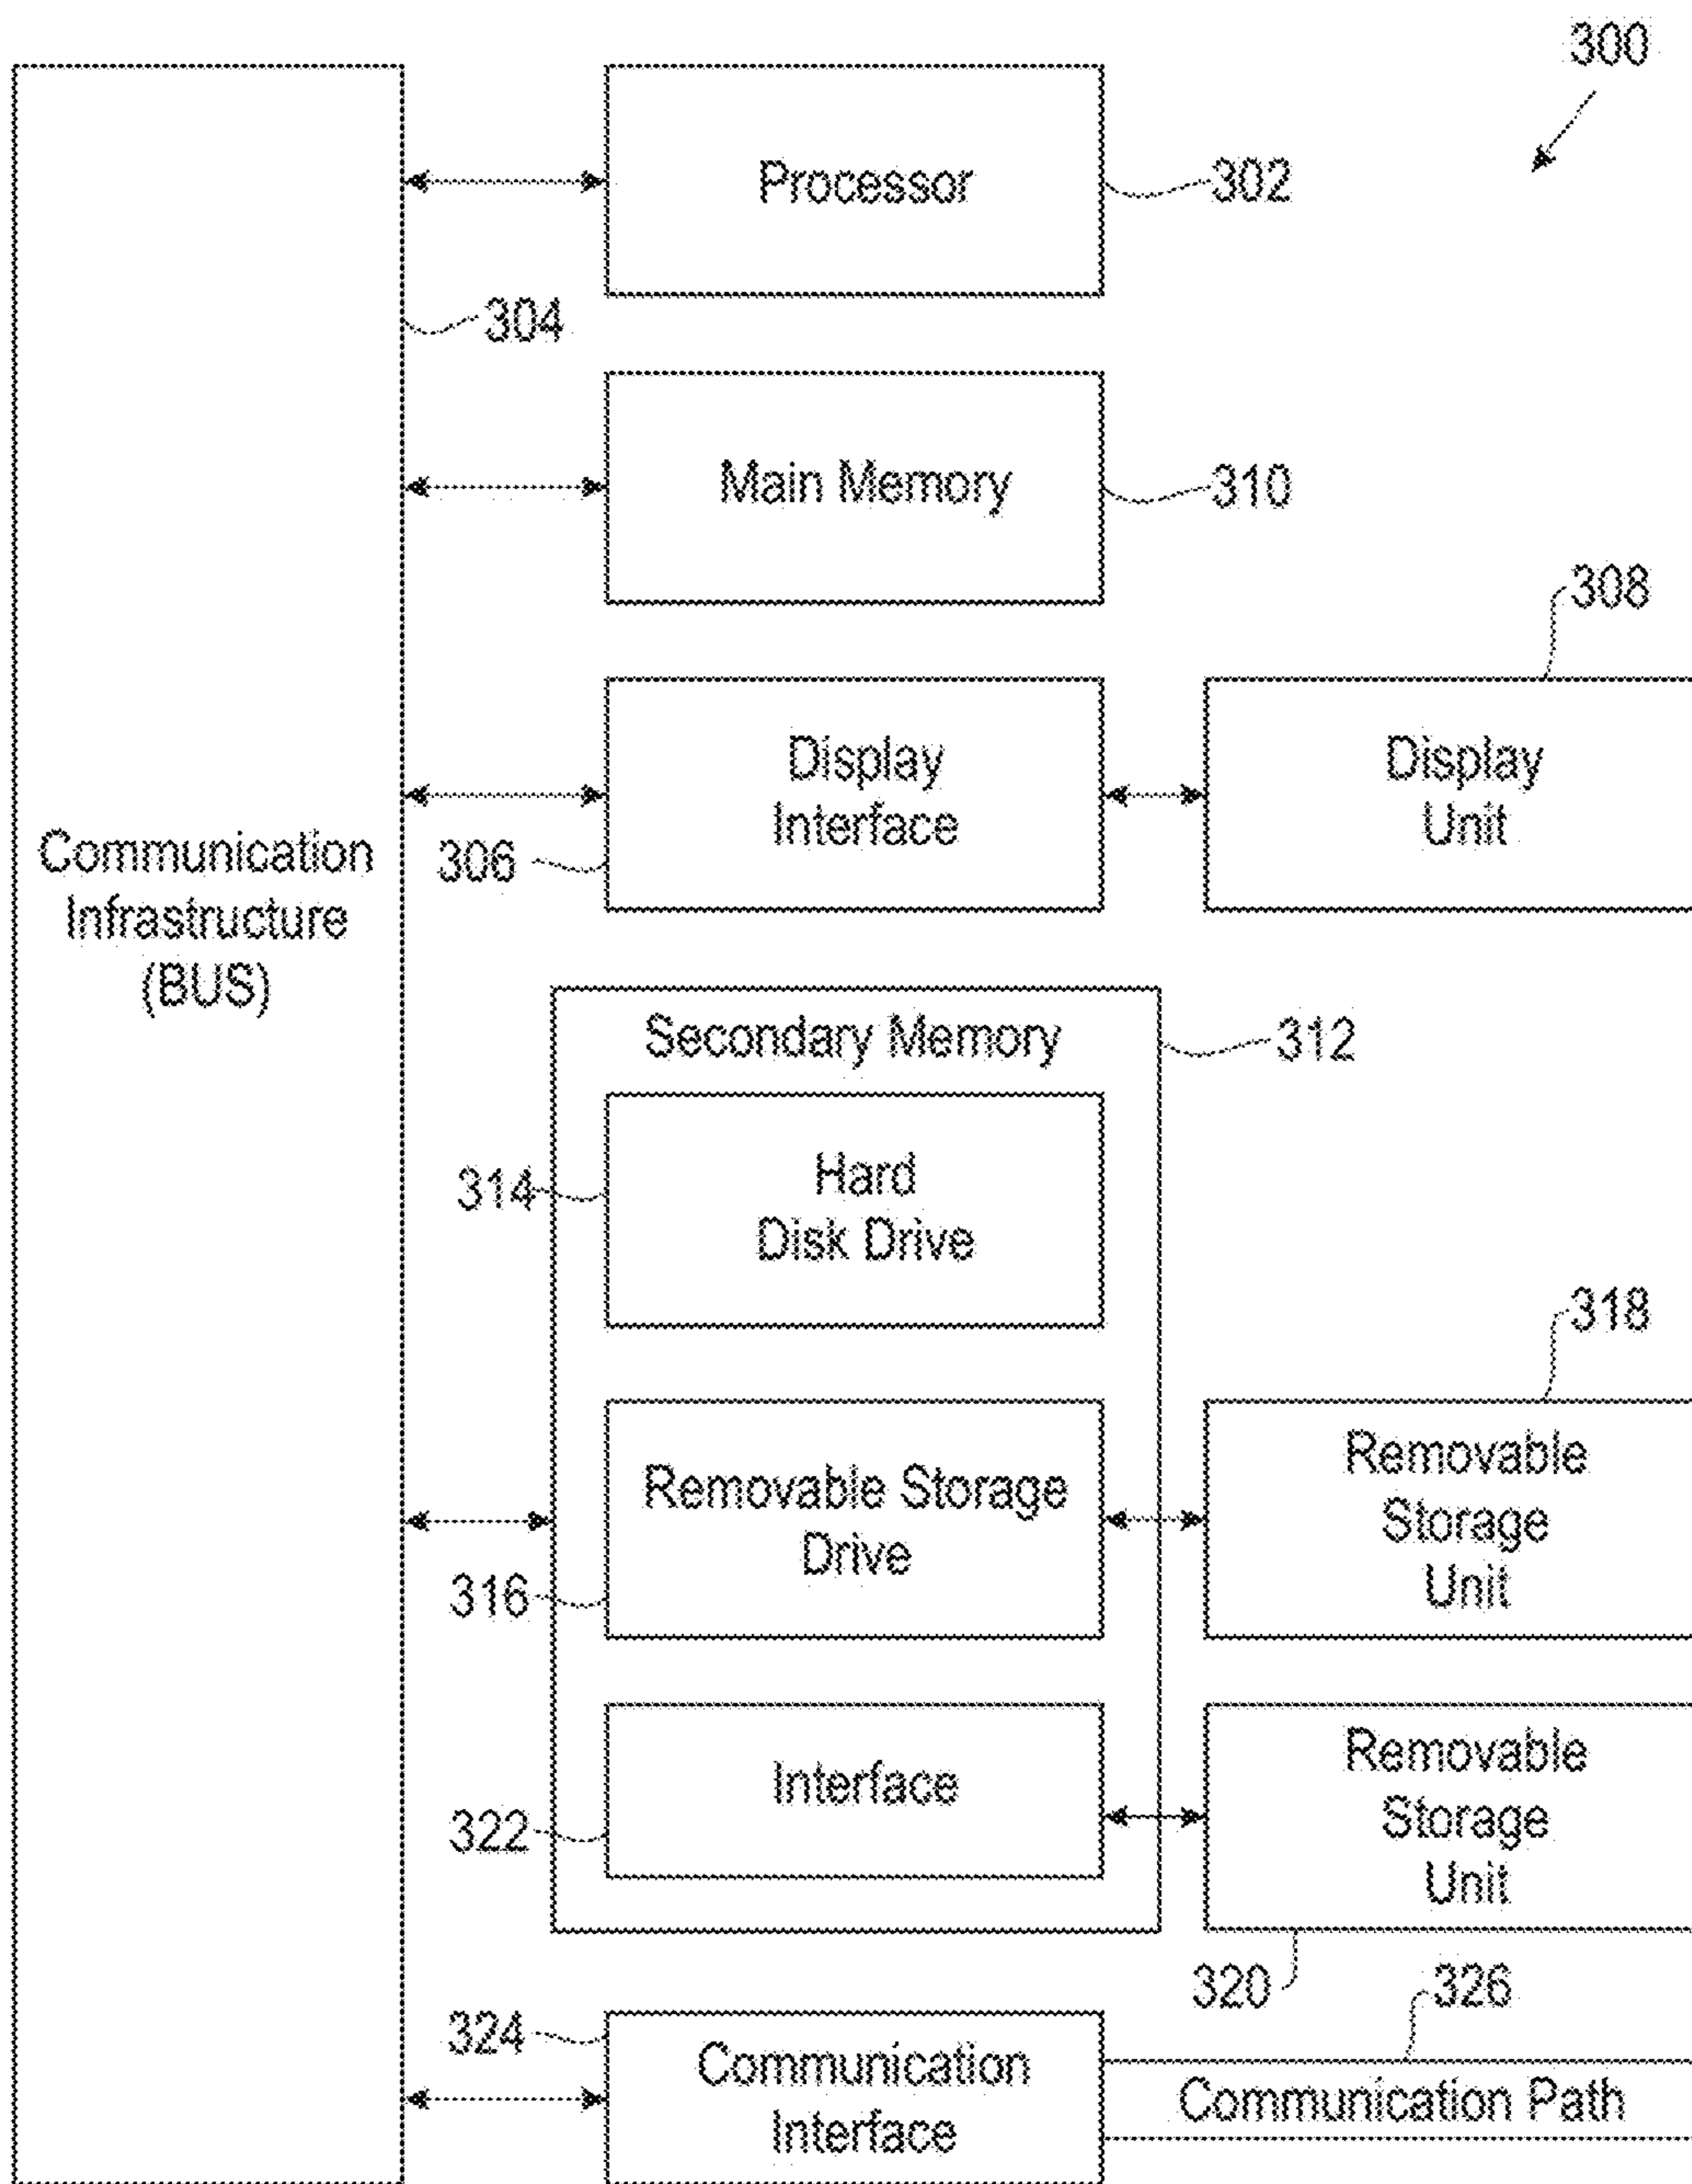 300
Processor
302
304
Main Memory
310
308
Display
Interface
Display
Unit
306
Communication
Infrastructure
(BUS)
Secondary Memory
312
314
Hard
Disk Drive
318
Removable Storage
Drive
Removable
Storage
Unit
316
Interface
322
Removable
Storage
Unit
320
326
324
Communication
Interface
Communication Path